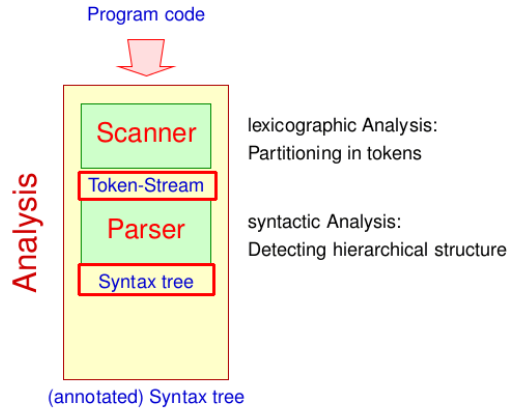 Program code
Analysis
Scanner
lexicographic Analysis:
Partitioning in tokens
Token-Stream
Parser
syntactic Analysis:
Detecting hierarchical structure
Syntax tree
(annotated) Syntax tree